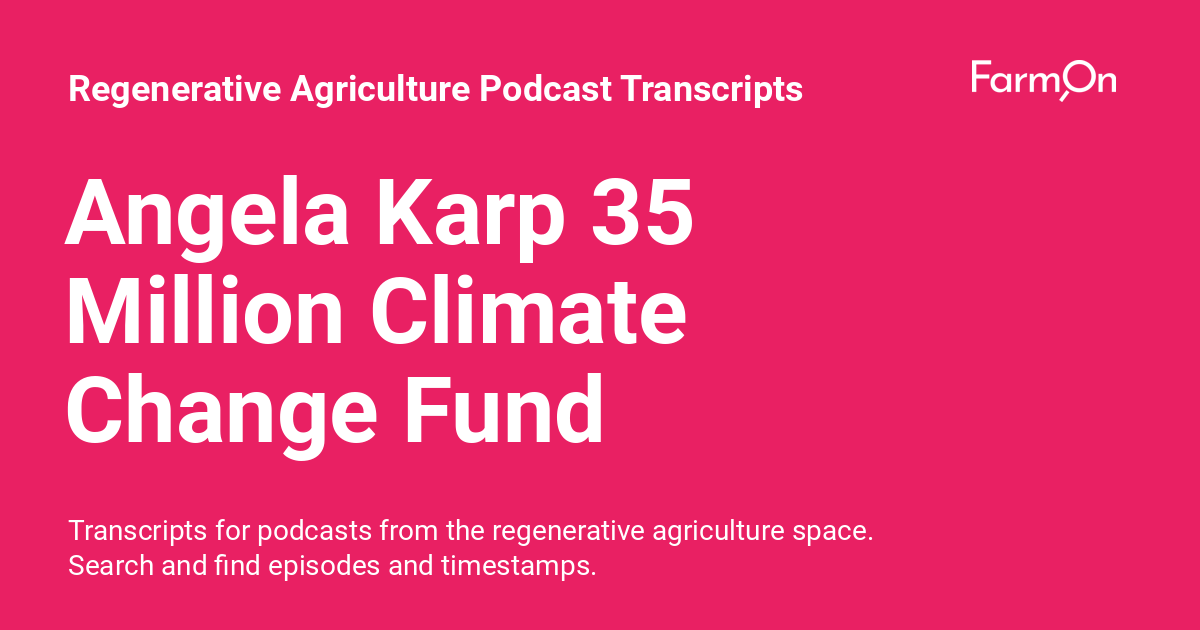 Regenerative Agriculture Podcast Transcripts
FarmOn
Angela Karp 35
Million Climate
Change Fund
Transcripts for podcasts from the regenerative agriculture space.
Search and find episodes and timestamps.